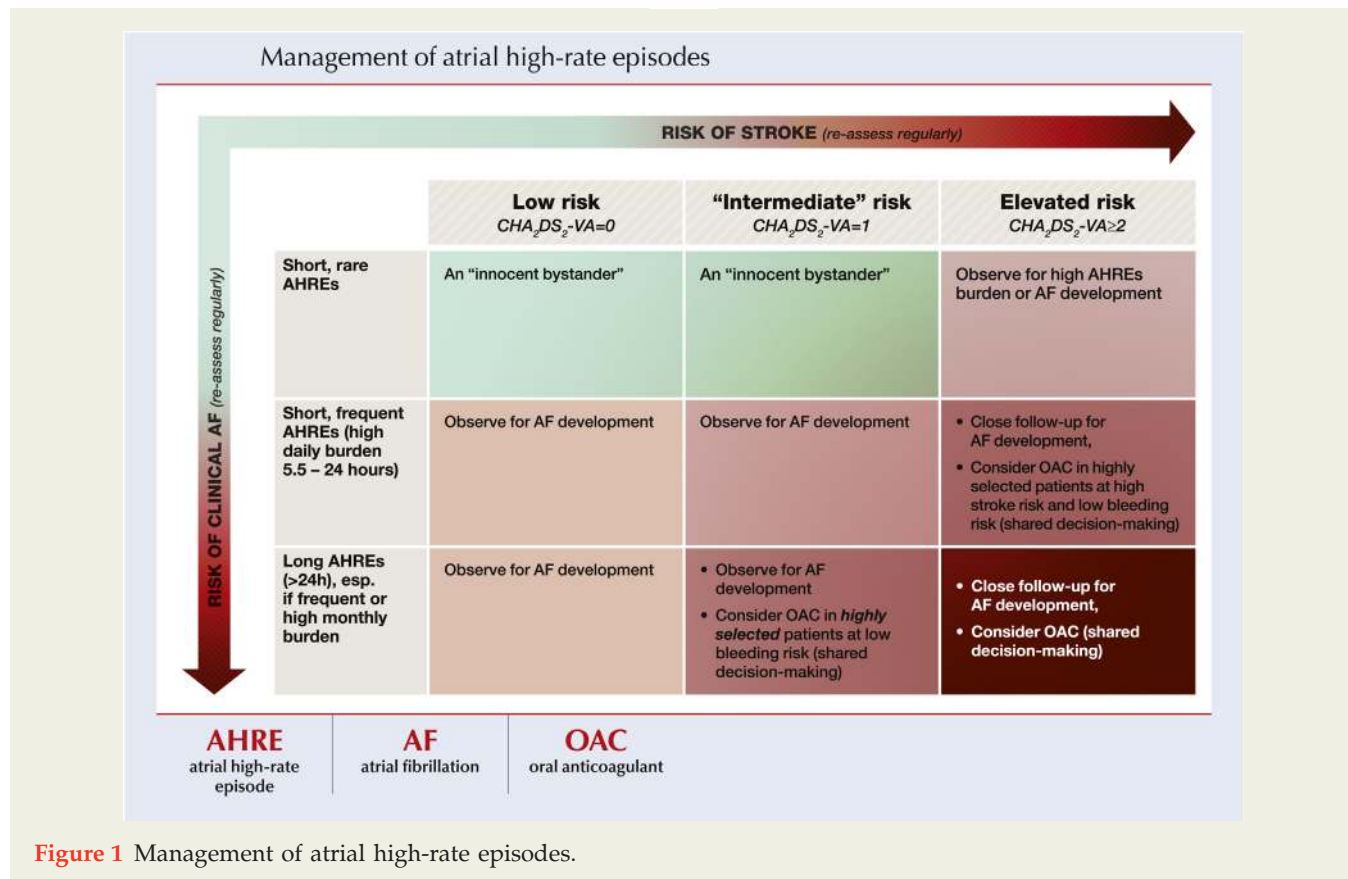 Management of atrial high-rate episodes
RISK OF STROKE (re-assess regularly)
RISK OF CLINICAL AF (re-assess regularly)
Low risk
CHA2DS2-VA=0
"Intermediate" risk
CHA2DS2-VA=1
Elevated risk
CHA2DS2-VA≥2
Short, rare
AHREs
An "innocent bystander"
An "innocent bystander"
Observe for high AHREs
burden or AF development
Short, frequent
AHREs (high
daily burden
5.5 – 24 hours)
Observe for AF development
Observe for AF development
• Close follow-up for
AF development,
• Consider OAC in highly
selected patients at high
stroke risk and low bleeding
risk (shared decision-making)
Long AHREs
(>24h), esp.
if frequent or
high monthly
burden
Observe for AF development
• Observe for AF
development
• Consider OAC in highly
selected patients at low
bleeding risk (shared
decision-making)
• Close follow-up for
AF development,
• Consider OAC (shared
decision-making)
AHRE
atrial high-rate
episode
AF
atrial fibrillation
OAC
oral anticoagulant
Figure 1 Management of atrial high-rate episodes.